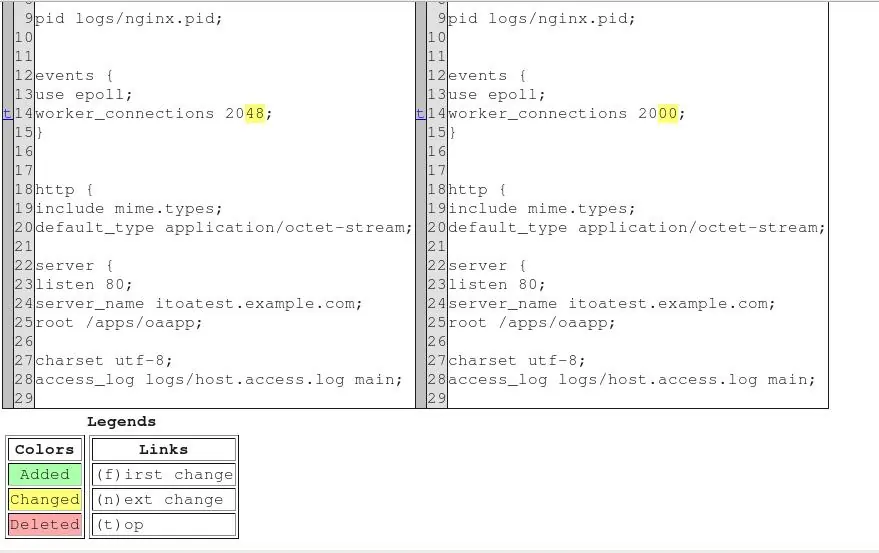 9 pid logs/nginx.pid; 9 pid logs/nginx.pid;
10 10
11 11
12 events { 12 events {
13 use epoll; 13 use epoll;
t 14 worker_connections 2048; t 14 worker_connections 2000;
15 } 15 }
16 16
17 17
18 http { 18 http {
19 include mime.types; 19 include mime.types;
20 default_type application/octet-stream; 20 default_type application/octet-stream;
21 21
22 server { 22 server {
23 listen 80; 23 listen 80;
24 server_name itoatest.example.com; 24 server_name itoatest.example.com;
25 root /apps/oaapp; 25 root /apps/oaapp;
26 26
27 charset utf-8; 27 charset utf-8;
28 access_log logs/host.access.log main; 28 access_log logs/host.access.log main;
29 29
Legends
Colors Links
Added (f)irst change
Changed (n)ext change
Deleted (t)op